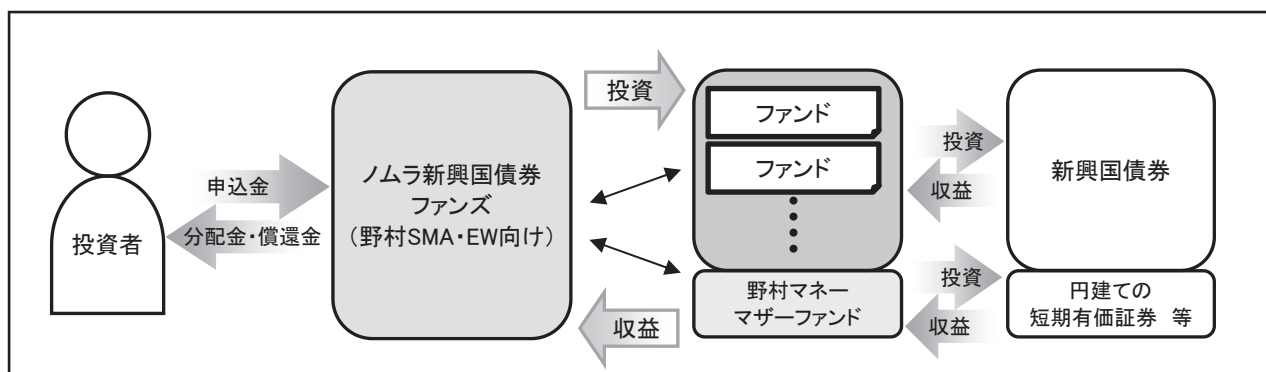 投資者
申込金
分配金・償還金
ノムラ新興国債券
ファンズ
（野村SMA・EW向け）
投資
収益
ファンド
ファンド
野村マネー
マザーファンド
投資
収益
投資
収益
新興国債券
円建ての
短期有価証券　等